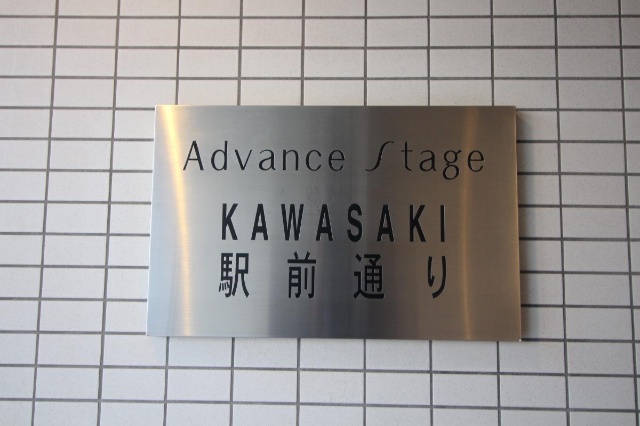 Advance Stage
KAWASAKI
駅前通り